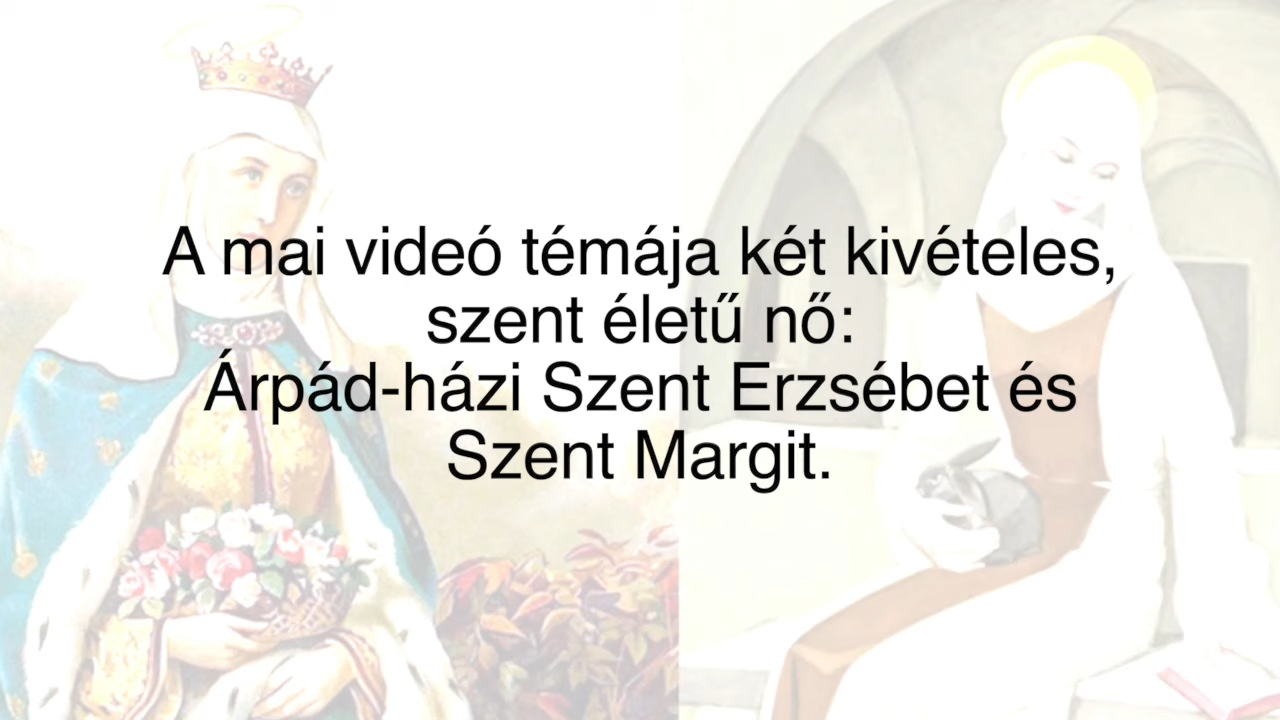 A mai videó témája két kivételes,
szent életű nő:
Árpád-házi Szent Erzsébet és
Szent Margit.